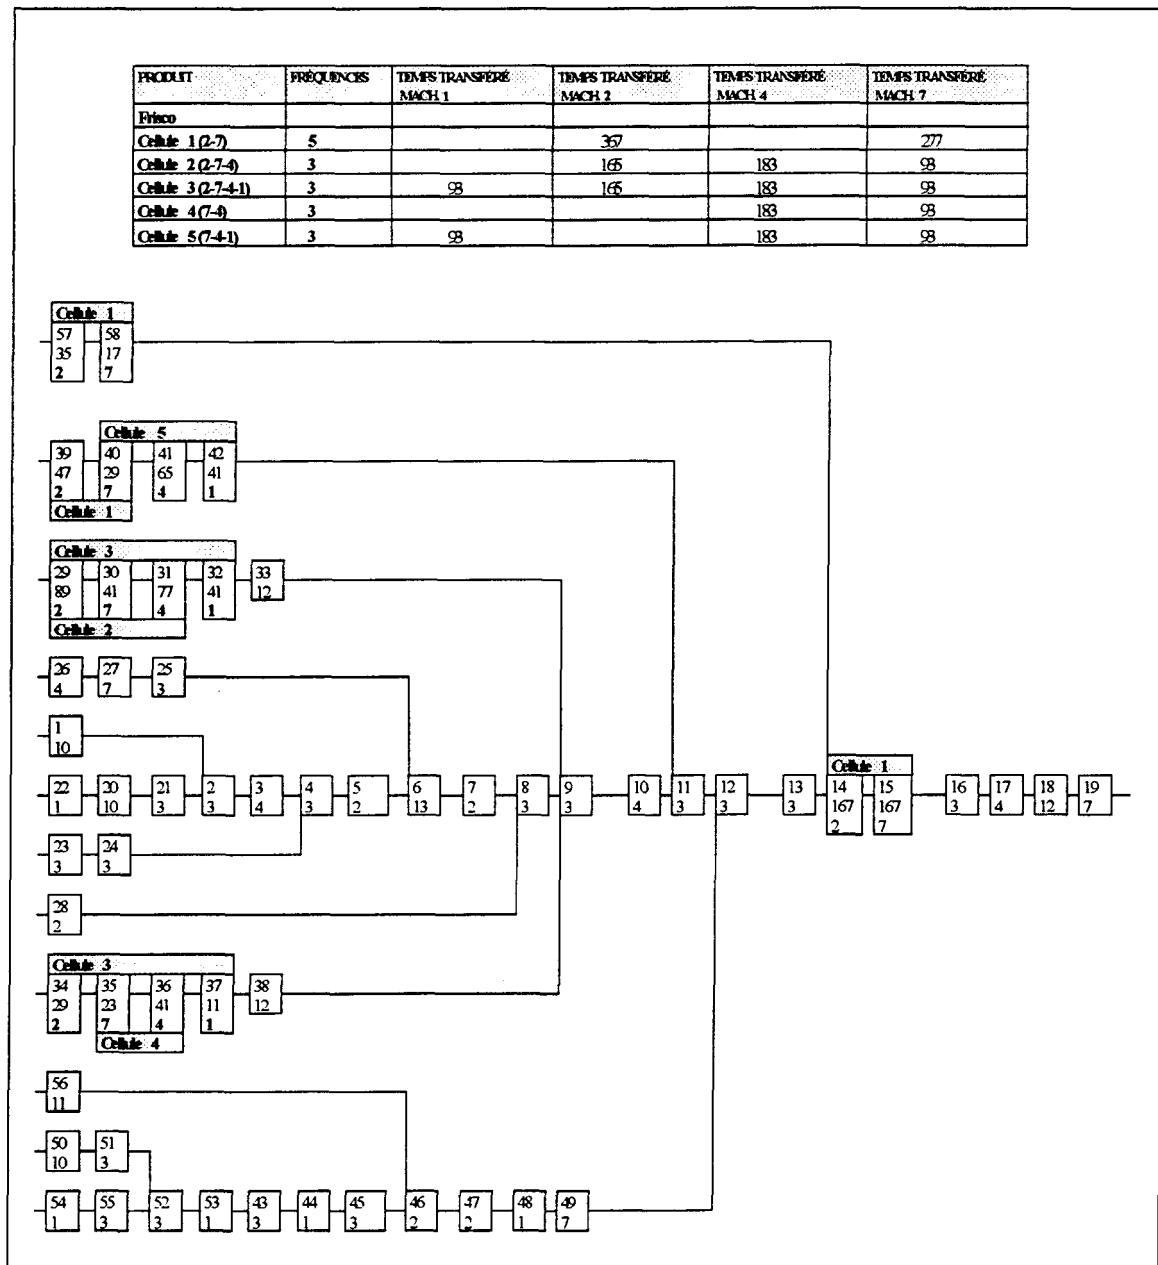 PRODUIT FRÉQUENCES TEMPS TRANSFÉRÉ TEMPS TRANSFÉRÉ TEMPS TRANSFÉRÉ TEMPS TRANSFÉRÉ
MACH. 1 MACH. 2 MACH. 4 MACH. 7
Frisco
Cellule 1 (2-7) 5 367 277
Cellule 2 (2-7-4) 3 165 183 93
Cellule 3 (2-7-4-1) 3 93 165 183 93
Cellule 4 (7-4) 3 183 93
Cellule 5 (7-4-1) 3 93 183 93
Cellule 1
57 58
35 17
2 7
Cellule 5
39 40 41 42
47 29 65 41
2 7 4 1
Cellule 1
Cellule 3
29 30 31 32 33
89 41 77 41 12
2 7 4 1
Cellule 2
26 27 25
4 7 3
1
10
Cellule 1
22 20 21 2 3 4 5 6 7 8 9 10 11 12 13 14 15 16 17 18 19
1 10 3 3 4 3 2 13 2 3 3 4 3 3 3 167 167 3 4 12 7
2 7
23 24
3 3
28
2
Cellule 3
34 35 36 37 38
29 23 41 11 12
2 7 4 1
Cellule 4
56
11
50 51
10 3
54 55 52 53 43 44 45 46 47 48 49
1 3 3 1 3 1 3 2 2 1 7